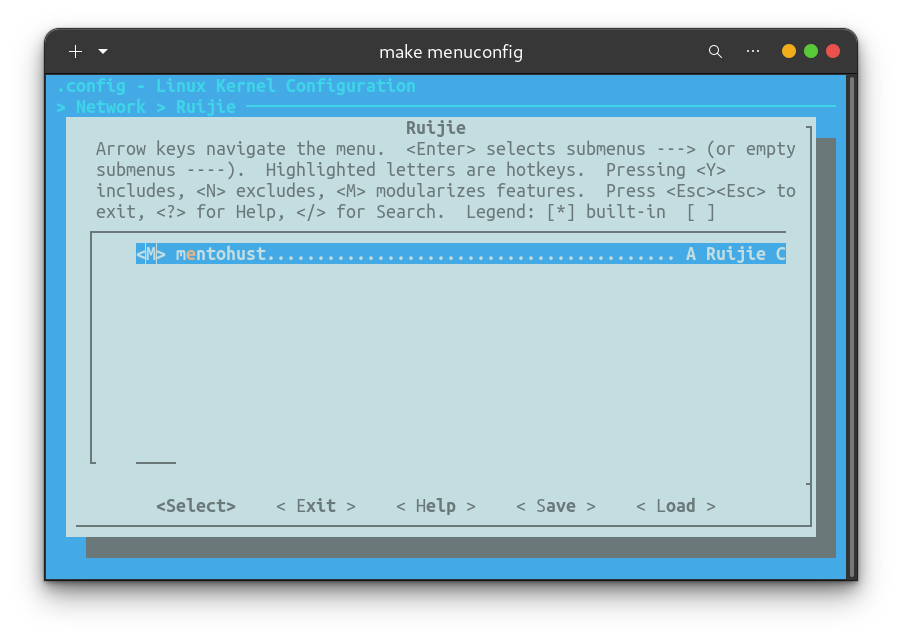 make menuconfig
.config - Linux Kernel Configuration
> Network > Ruijie
Ruijie
Arrow keys navigate the menu.  <Enter> selects submenus ---> (or empty
submenus ----).  Highlighted letters are hotkeys.  Pressing <Y>
includes, <N> excludes, <M> modularizes features.  Press <Esc><Esc> to
exit, <?> for Help, </> for Search.  Legend: [*] built-in  [ ]
<M> mentohust......................................... A Ruijie C
<Select>    < Exit >    < Help >    < Save >    < Load >